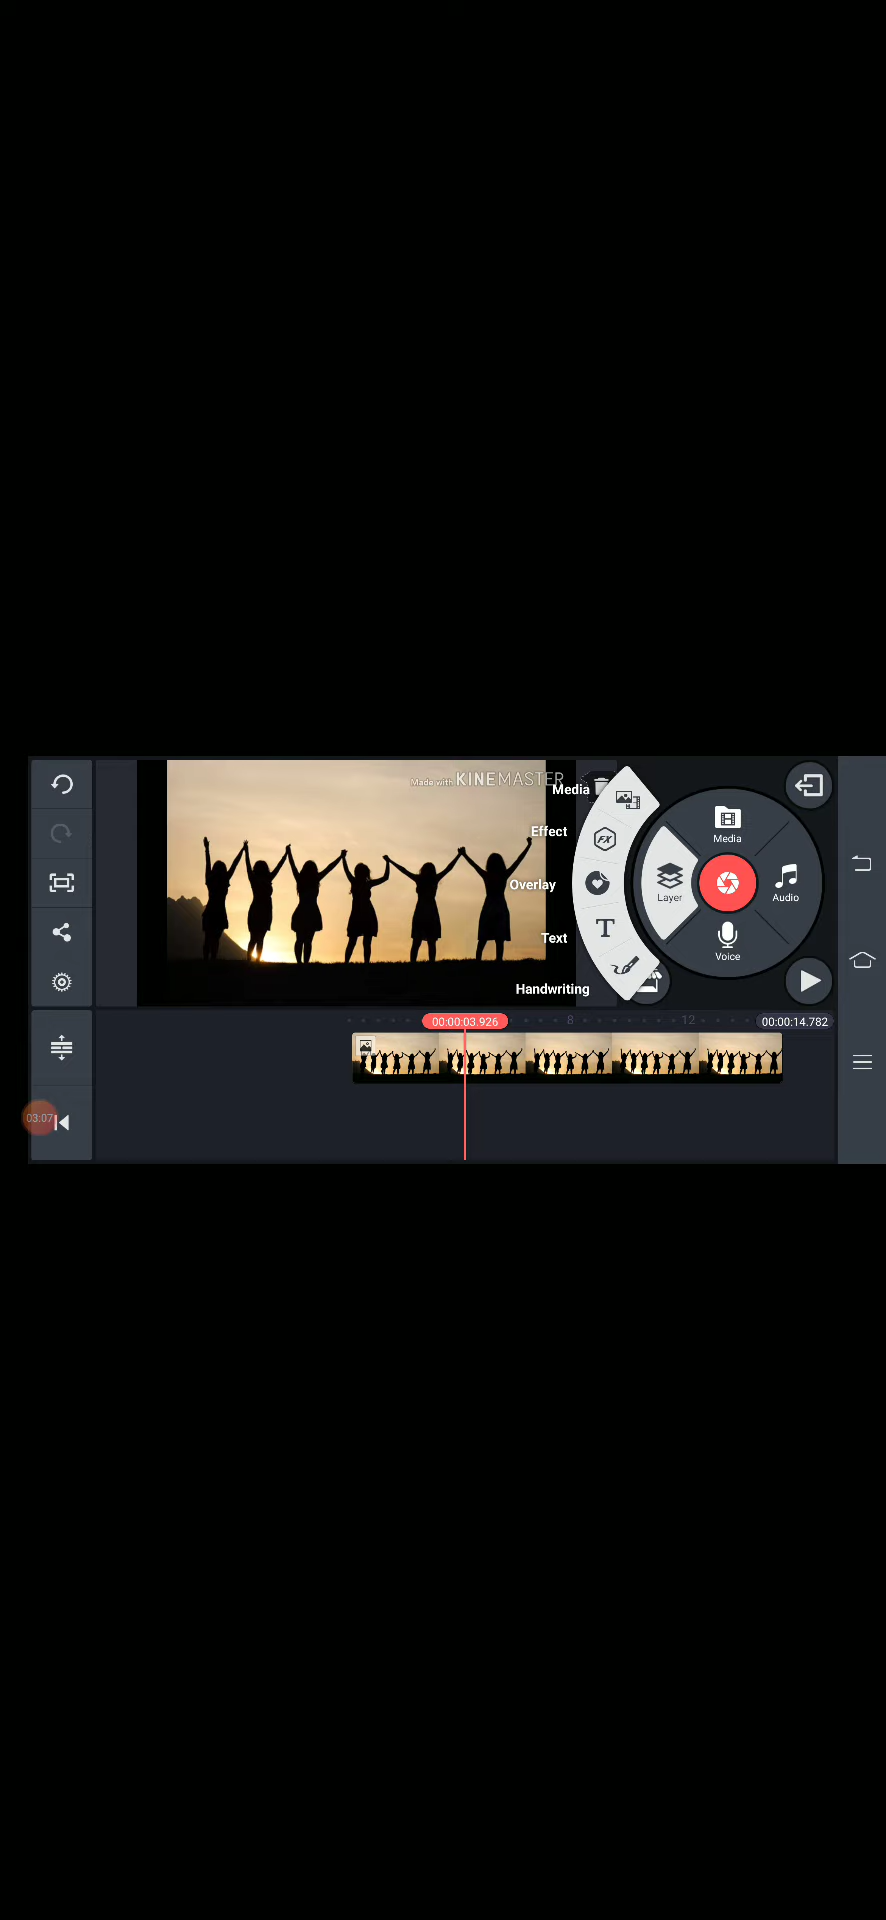 Made with KINEMASTER
Media
Effect
Overlay
Text
Handwriting
Media
Layer
Audio
Voice
00:00:03.926
8
12
00:00:14.782
03:07